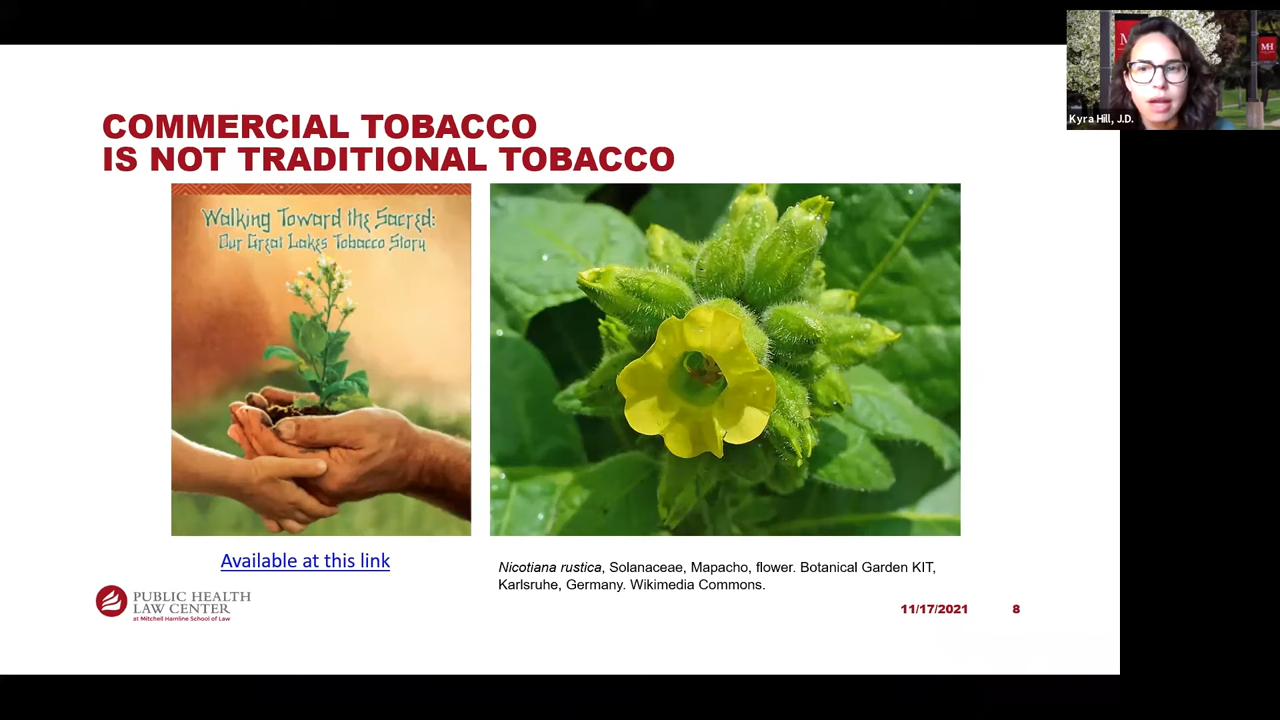 COMMERCIAL TOBACCO
IS NOT TRADITIONAL TOBACCO
Walking Toward the Sacred:
Our Great Lakes Tobacco Story
Available at this link
Nicotiana rustica, Solanaceae, Mapacho, flower. Botanical Garden KIT,
Karlsruhe, Germany. Wikimedia Commons.
PUBLIC HEALTH
LAW CENTER
at Mitchell Hamline School of Law
11/17/2021
8
MH
Kyra Hill, J.D.